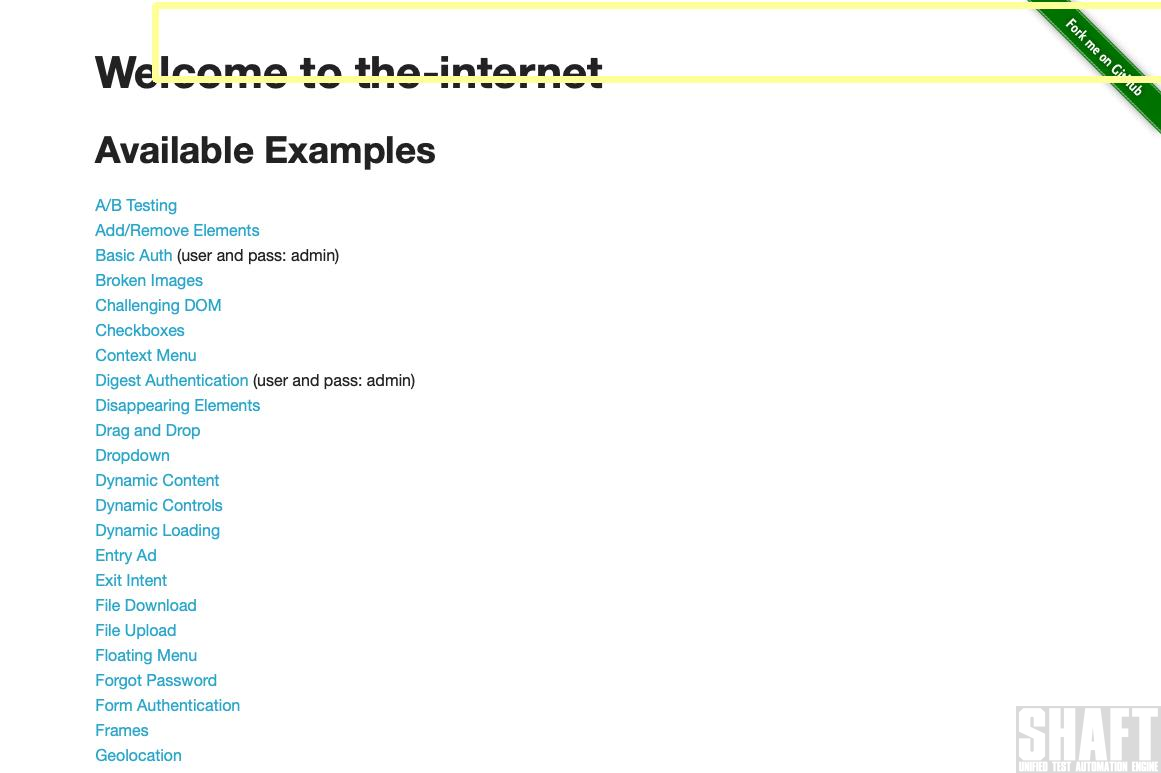 Fork me on GitHub
Welcome to the-internet
Available Examples
A/B Testing
Add/Remove Elements
Basic Auth (user and pass: admin)
Broken Images
Challenging DOM
Checkboxes
Context Menu
Digest Authentication (user and pass: admin)
Disappearing Elements
Drag and Drop
Dropdown
Dynamic Content
Dynamic Controls
Dynamic Loading
Entry Ad
Exit Intent
File Download
File Upload
Floating Menu
Forgot Password
Form Authentication
Frames
Geolocation
SHAFT
UNIFIED TEST AUTOMATION ENGINE